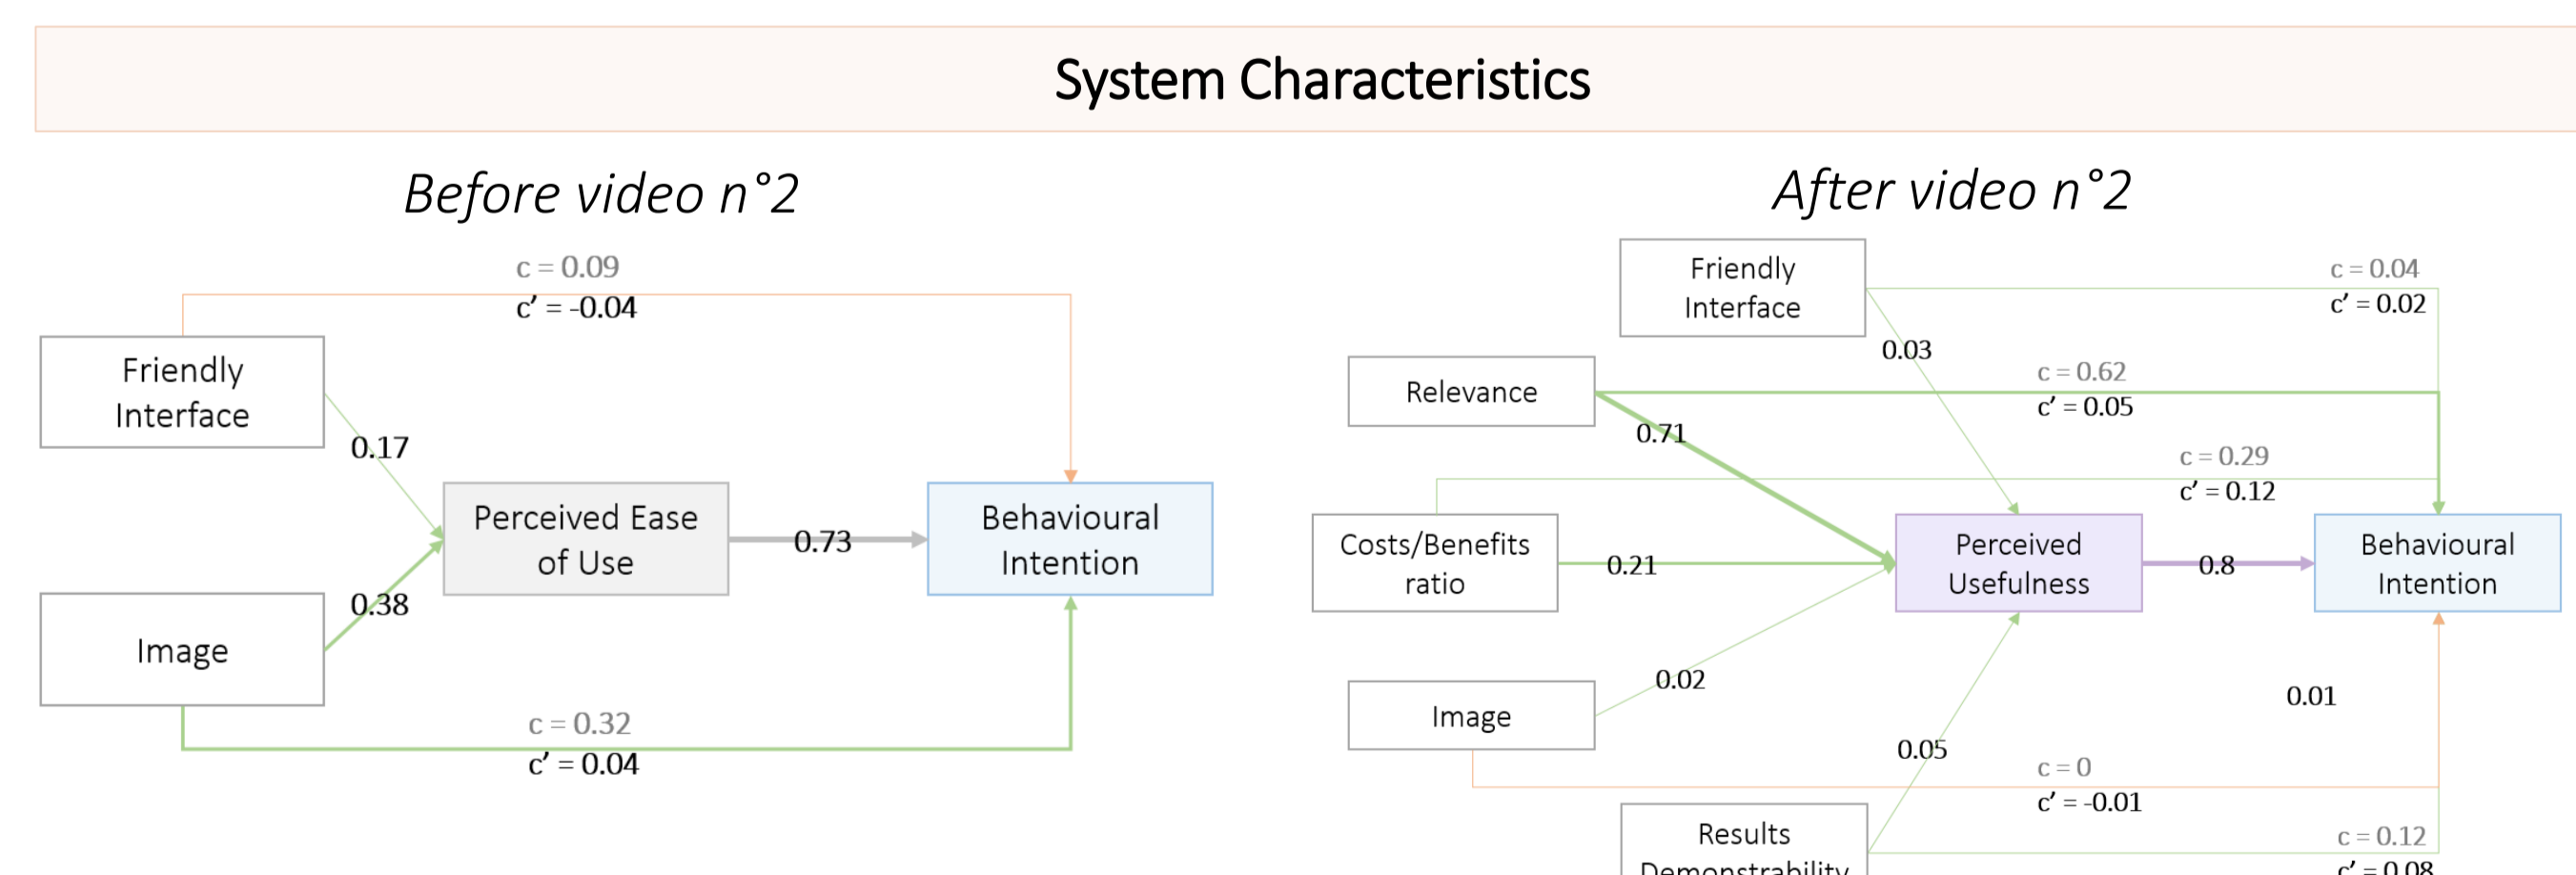 System Characteristics
Before video n°2
c = 0.09
c’ = -0.04
Friendly
Interface
0.17
Perceived Ease
of Use
0.73
Behavioural
Intention
0.38
Image
c = 0.32
c’ = 0.04
After video n°2
Friendly
Interface
c = 0.04
c’ = 0.02
0.03
Relevance
c = 0.62
c’ = 0.05
0.71
c = 0.29
c’ = 0.12
Costs/Benefits
ratio
0.21
Perceived
Usefulness
0.8
Behavioural
Intention
0.02
0.01
Image
0.05
c = 0
c’ = -0.01
Results
Demonstrability
c = 0.12
c’ = 0.08